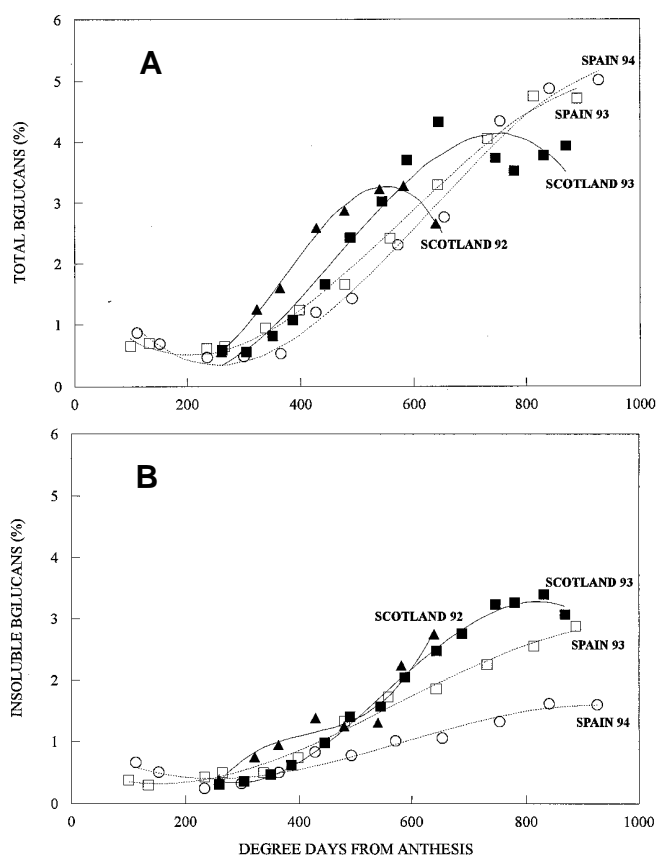 A
6
5
4
3
2
1
0
TOTAL BGLUCANS (%)
SPAIN 94
SPAIN 93
SCOTLAND 93
SCOTLAND 92
0 200 400 600 800 1000
B
6
5
4
3
2
1
0
INSOLUBLE BGLUCANS (%)
SCOTLAND 93
SCOTLAND 92
SPAIN 93
SPAIN 94
0 200 400 600 800 1000
DEGREE DAYS FROM ANTHESIS